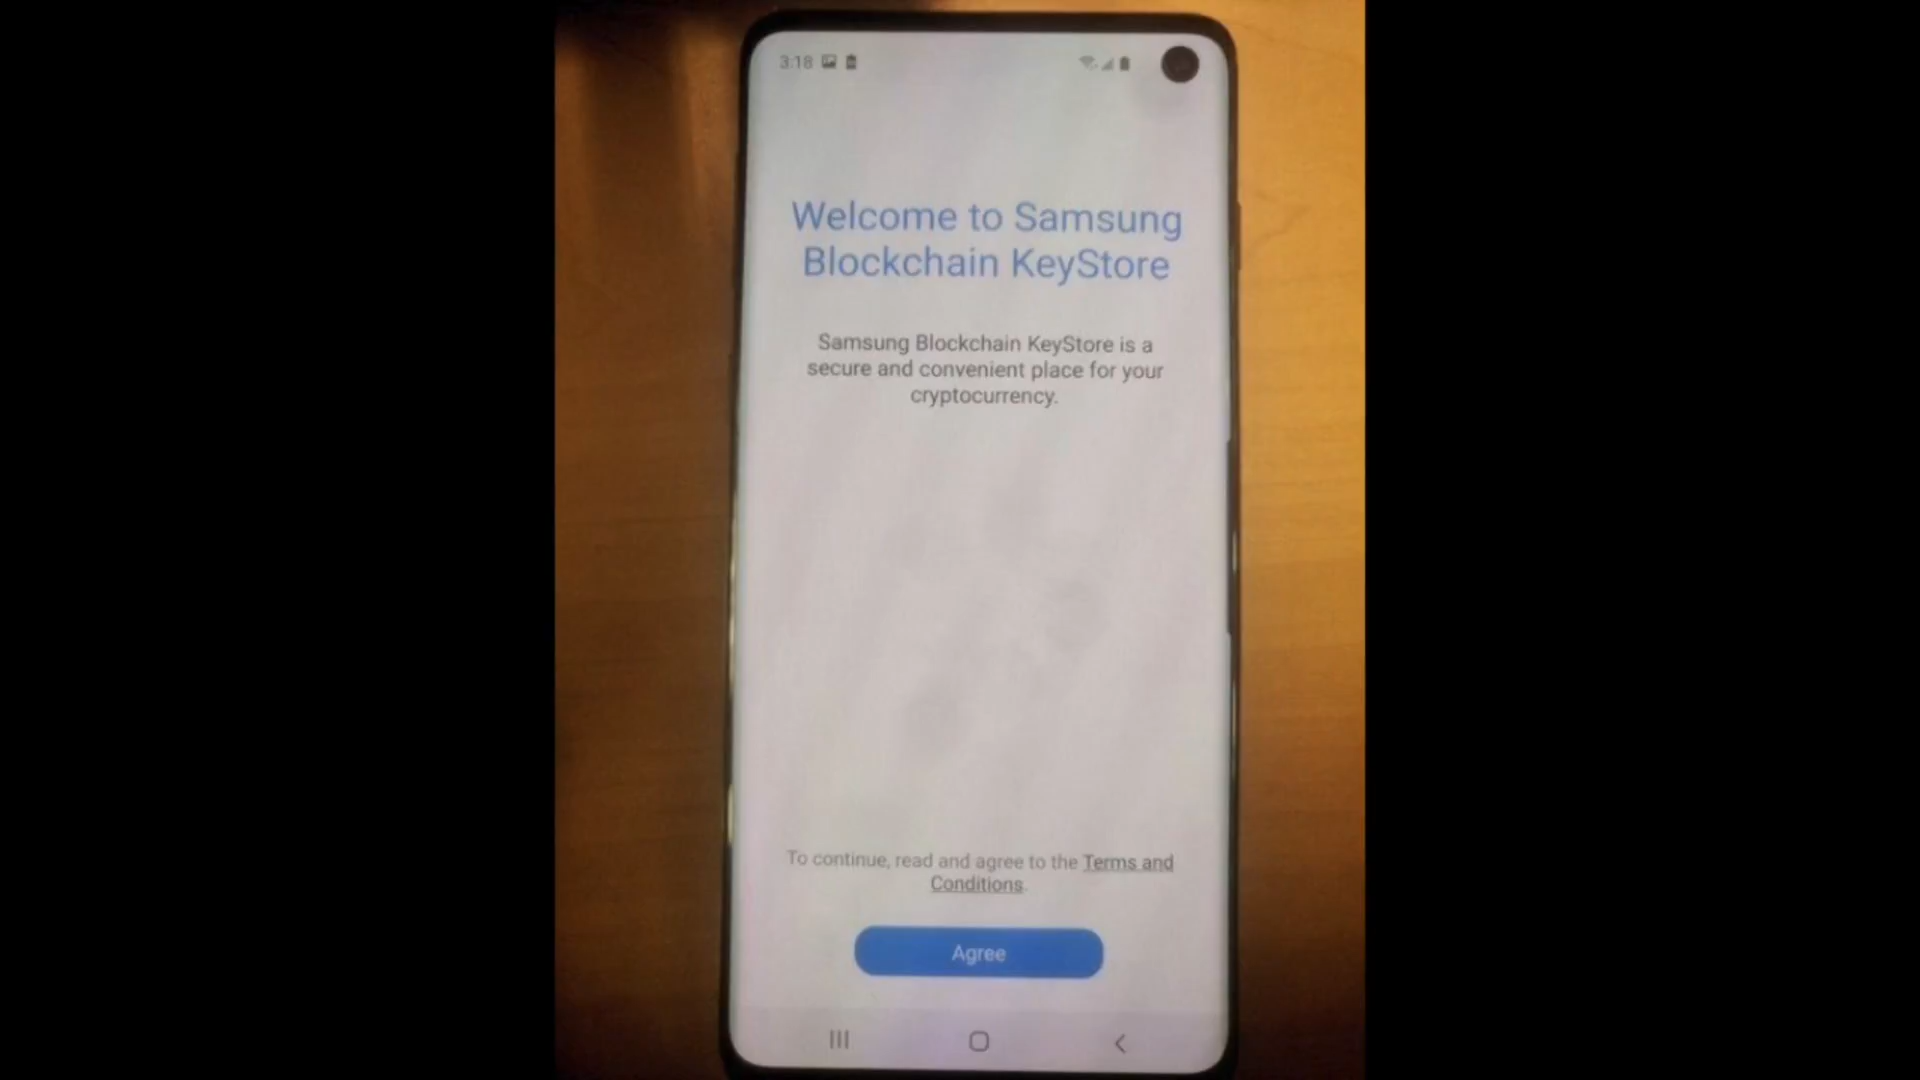 3:18
Welcome to Samsung
Blockchain KeyStore
Samsung Blockchain KeyStore is a
secure and convenient place for your
cryptocurrency.
To continue, read and agree to the Terms and
Conditions.
Agree